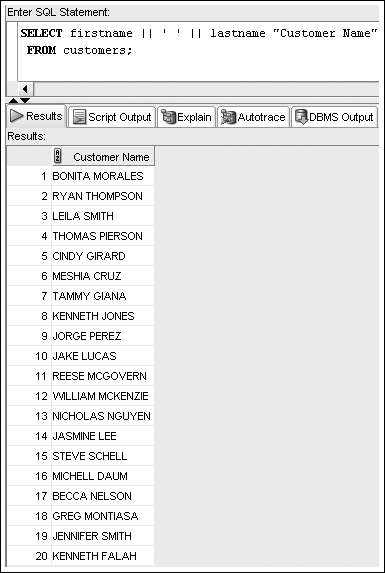 Enter SQL Statement:
SELECT firstname || ' ' || lastname "Customer Name"
FROM customers;
Results Script Output Explain Autotrace DBMS Output
Results:
Customer Name
1 BONITA MORALES
2 RYAN THOMPSON
3 LEILA SMITH
4 THOMAS PIERSON
5 CINDY GIRARD
6 MESHIA CRUZ
7 TAMMY GIANA
8 KENNETH JONES
9 JORGE PEREZ
10 JAKE LUCAS
11 REESE MCGOVERN
12 WILLIAM MCKENZIE
13 NICHOLAS NGUYEN
14 JASMINE LEE
15 STEVE SCHELL
16 MICHELL DAUM
17 BECCA NELSON
18 GREG MONTIASA
19 JENNIFER SMITH
20 KENNETH FALAH